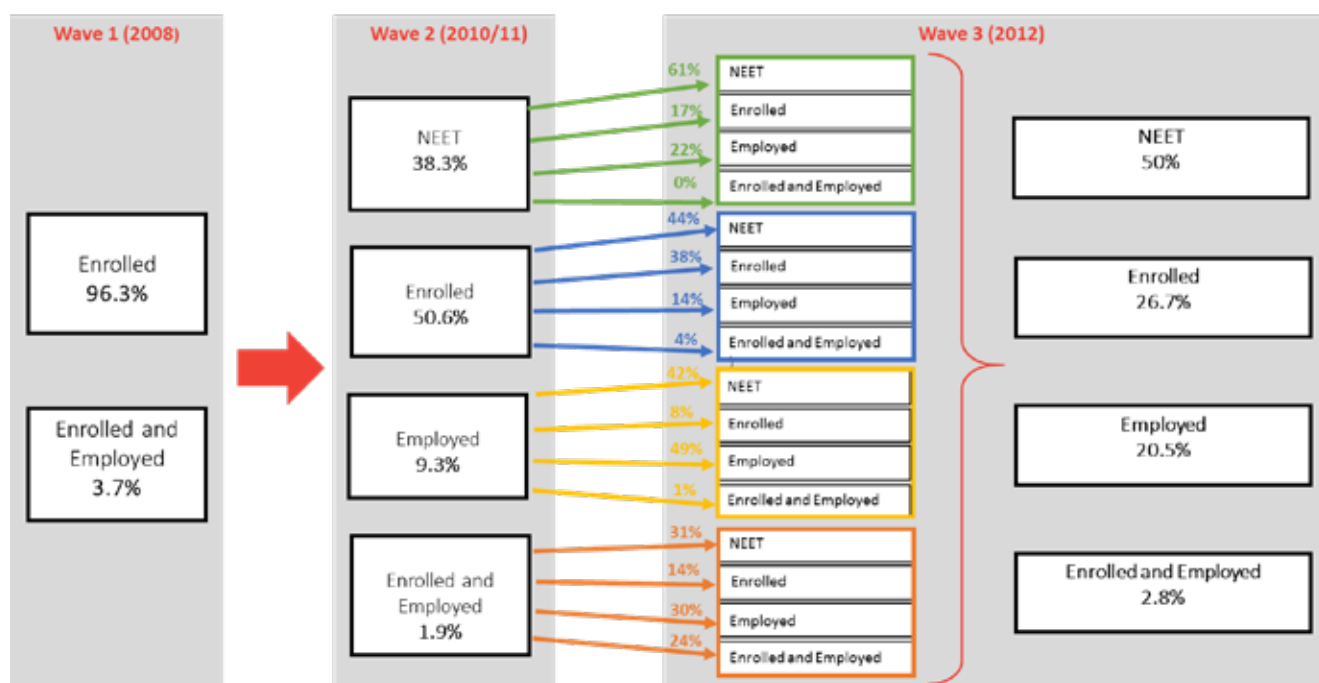 Wave 1 (2008)
Enrolled
96.3%
Enrolled and
Employed
3.7%
Wave 2 (2010/11)
NEET
38.3%
Enrolled
50.6%
Employed
9.3%
Enrolled and
Employed
1.9%
Wave 3 (2012)
61%
NEET
17%
Enrolled
22%
Employed
0%
Enrolled and Employed
44%
NEET
38%
Enrolled
14%
Employed
4%
Enrolled and Employed
42%
NEET
8%
Enrolled
49%
Employed
1%
Enrolled and Employed
31%
NEET
14%
Enrolled
30%
Employed
24%
Enrolled and Employed
NEET
50%
Enrolled
26.7%
Employed
20.5%
Enrolled and Employed
2.8%